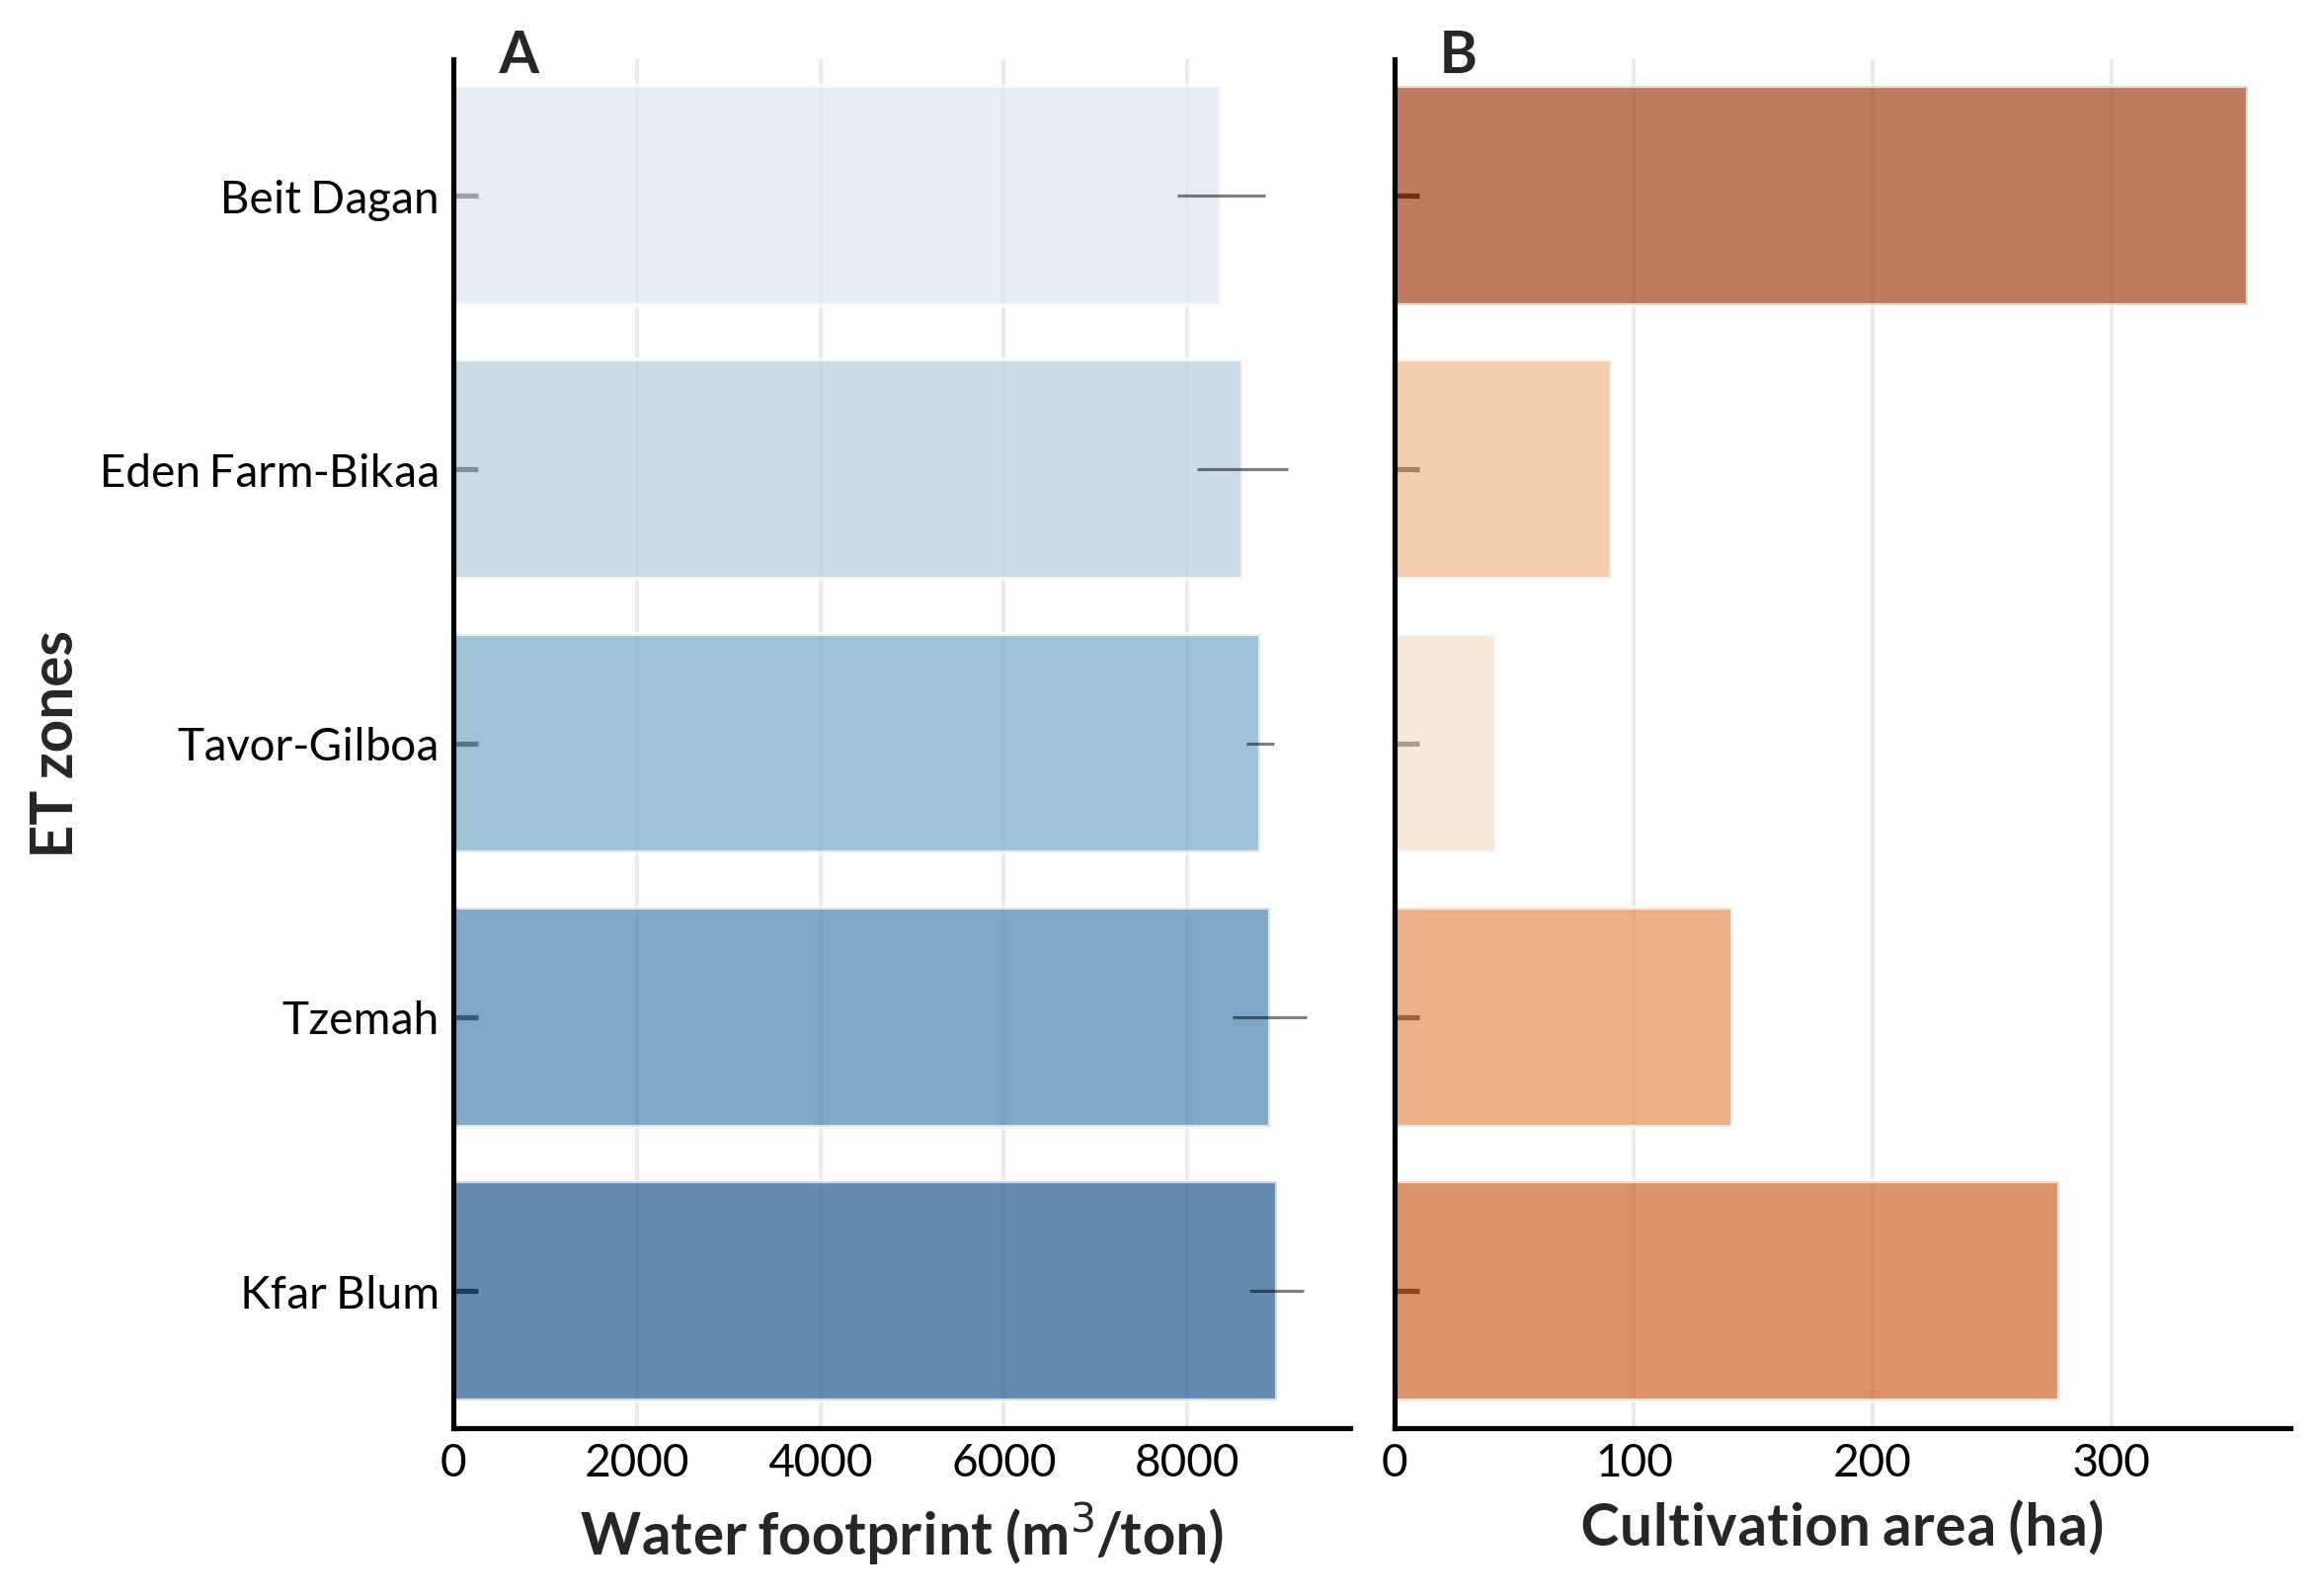 A
B
ET zones
Beit Dagan
Eden Farm-Bikaa
Tavor-Gilboa
Tzemah
Kfar Blum
0 2000 4000 6000 8000
0 100 200 300
Water footprint (m³/ton)
Cultivation area (ha)